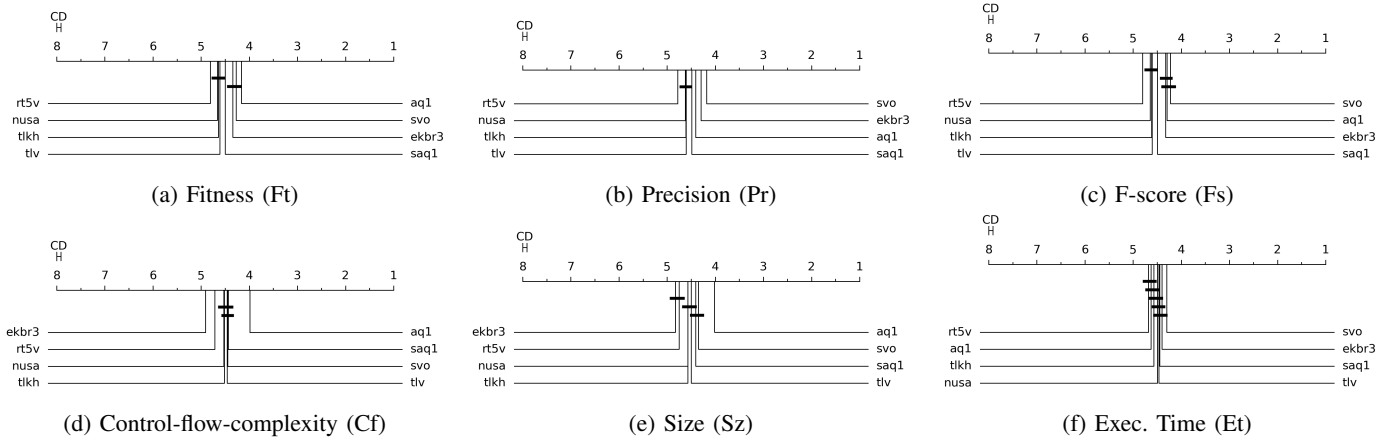 CD
8 7 6 5 4 3 2 1
rt5v aq1
nusa svo
tlkh ekbr3
tlv saq1
(a) Fitness (Ft)
CD
8 7 6 5 4 3 2 1
rt5v svo
nusa ekbr3
tlkh aq1
tlv saq1
(b) Precision (Pr)
CD
8 7 6 5 4 3 2 1
rt5v svo
nusa aq1
tlkh ekbr3
tlv saq1
(c) F-score (Fs)
CD
8 7 6 5 4 3 2 1
ekbr3 aq1
rt5v saq1
nusa svo
tlkh tlv
(d) Control-flow-complexity (Cf)
CD
8 7 6 5 4 3 2 1
ekbr3 aq1
rt5v svo
nusa saq1
tlkh tlv
(e) Size (Sz)
CD
8 7 6 5 4 3 2 1
rt5v svo
aq1 ekbr3
tlkh saq1
nusa tlv
(f) Exec. Time (Et)